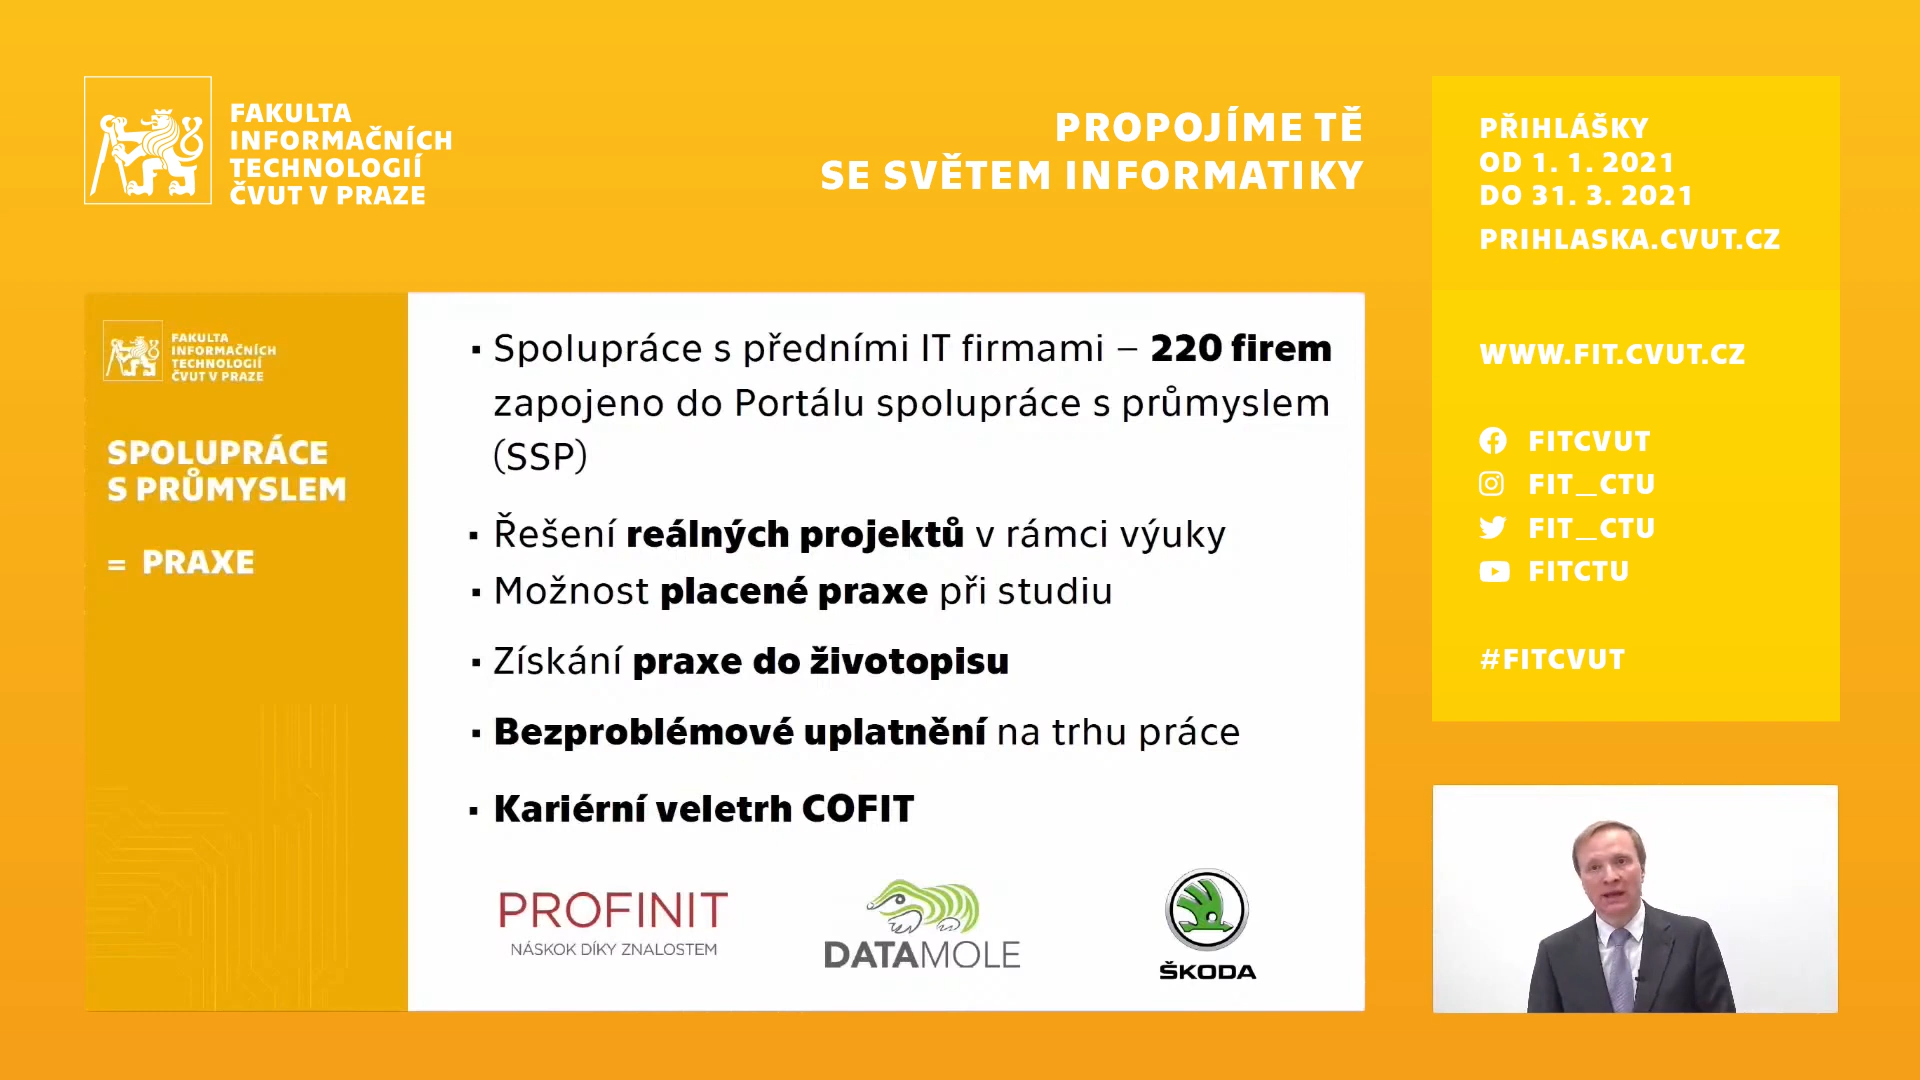 FAKULTA
INFORMAČNÍCH
TECHNOLOGIÍ
ČVUT V PRAZE
PROPOJÍME TĚ
SE SVĚTEM INFORMATIKY
PŘIHLÁŠKY
OD 1. 1. 2021
DO 31. 3. 2021
PRIHLASKA.CVUT.CZ
WWW.FIT.CVUT.CZ
FITCVUT
FIT_CTU
FIT_CTU
FITCTU
#FITCVUT
FAKULTA
INFORMAČNÍCH
TECHNOLOGIÍ
ČVUT V PRAZE
SPOLUPRÁCE
S PRŮMYSLEM
= PRAXE
▪ Spolupráce s předními IT firmami – 220 firem
zapojeno do Portálu spolupráce s průmyslem
(SSP)
▪ Řešení reálných projektů v rámci výuky
▪ Možnost placené praxe při studiu
▪ Získání praxe do životopisu
▪ Bezproblémové uplatnění na trhu práce
▪ Kariérní veletrh COFIT
PROFINIT
NÁSKOK DÍKY ZNALOSTEM
DATAMOLE
ŠKODA